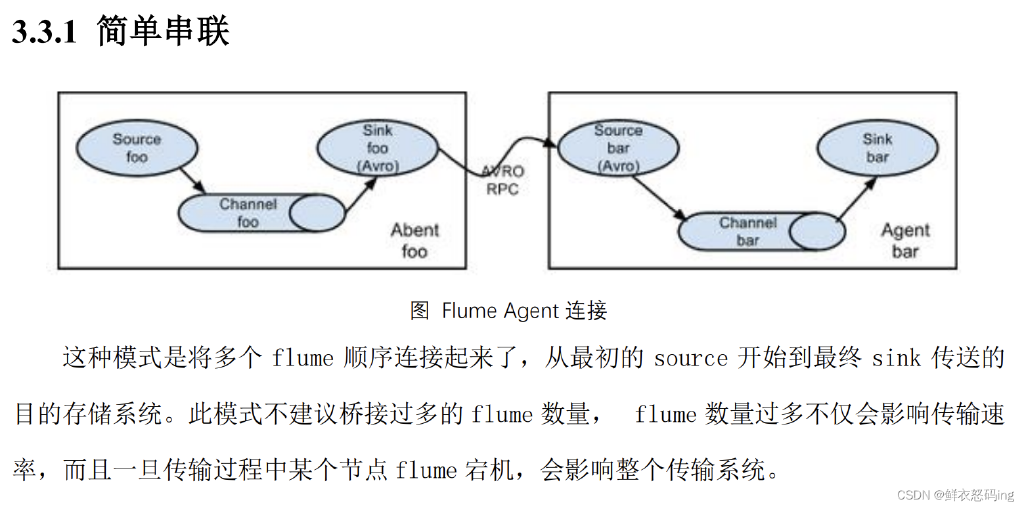 3.3.1 简单串联
Source
foo
Sink
foo
(Avro)
Channel
foo
Abent
foo
AVRO
RPC
Source
bar
(Avro)
Sink
bar
Channel
bar
Agent
bar
图 Flume Agent 连接
这种模式是将多个 flume 顺序连接起来了，从最初的 source 开始到最终 sink 传送的
目的存储系统。此模式不建议桥接过多的 flume 数量， flume 数量过多不仅会影响传输速
率，而且一旦传输过程中某个节点 flume 宕机，会影响整个传输系统。
CSDN @鲜衣怒码ing